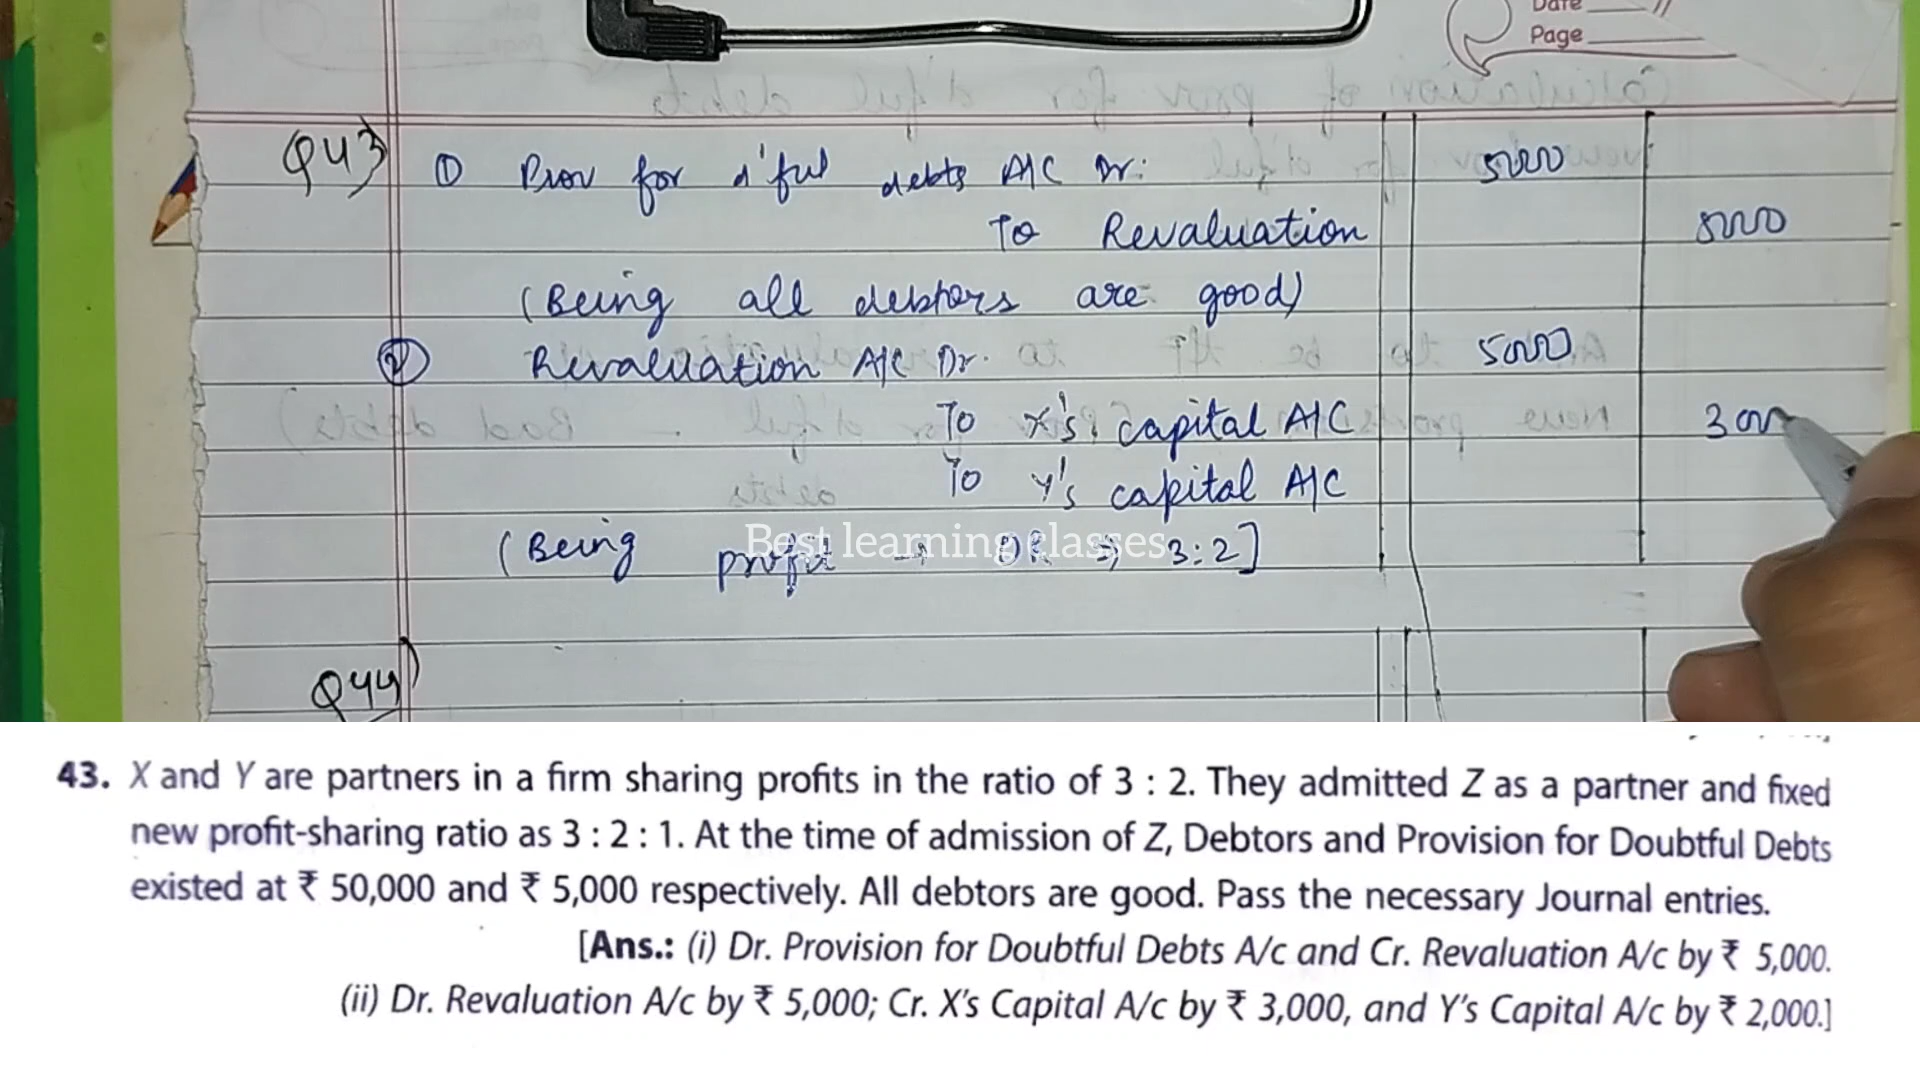 Date
Page
Q43)
① Prov for d'ful debts A/C Dr: 5000
To Revaluation 5000
(Being all debtors are good)
② Revaluation A/C Dr. 5000
To X's capital A/C 3000
To Y's capital A/C
(Being profit → OR ⇒ 3:2]
Best learning classes
Q44)
43. X and Y are partners in a firm sharing profits in the ratio of 3 : 2. They admitted Z as a partner and fixed
new profit-sharing ratio as 3 : 2 : 1. At the time of admission of Z, Debtors and Provision for Doubtful Debts
existed at ₹ 50,000 and ₹ 5,000 respectively. All debtors are good. Pass the necessary Journal entries.
[Ans.: (i) Dr. Provision for Doubtful Debts A/c and Cr. Revaluation A/c by ₹ 5,000.
(ii) Dr. Revaluation A/c by ₹ 5,000; Cr. X's Capital A/c by ₹ 3,000, and Y's Capital A/c by ₹ 2,000.]